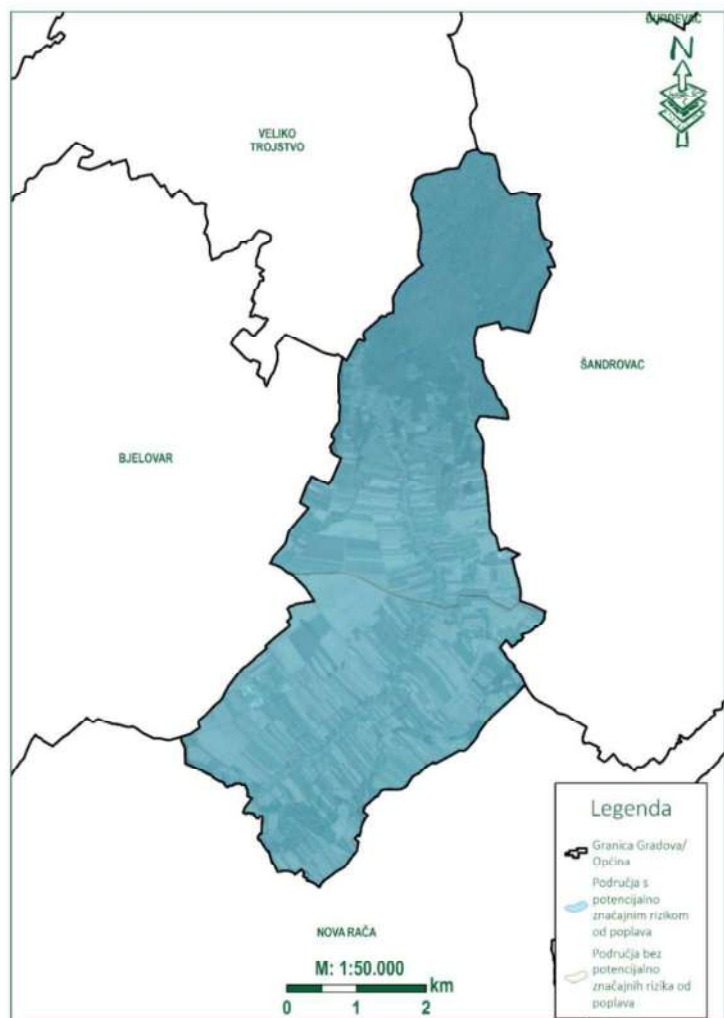 ĐURĐEVAC
N
VELIKO
TROJSTVO
ŠANDROVAC
BJELOVAR
NOVA RAČA
M: 1:50.000
km
0 1 2
Legenda
Granica Gradova/
Općina
Područja s
potencijalno
značajnim rizikom
od poplava
Područja bez
potencijalno
značajnih rizika od
poplava